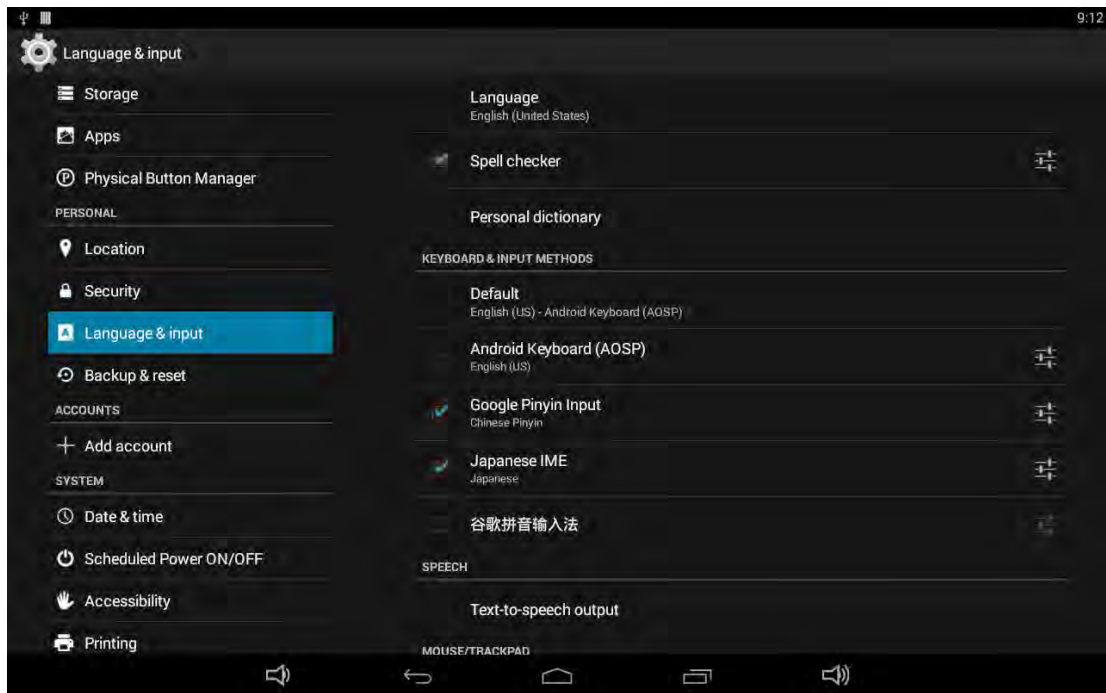 9:12
Language & input
Storage
Apps
Physical Button Manager
PERSONAL
Location
Security
Language & input
Backup & reset
ACCOUNTS
Add account
SYSTEM
Date & time
Scheduled Power ON/OFF
Accessibility
Printing
Language
English (United States)
Spell checker
Personal dictionary
KEYBOARD & INPUT METHODS
Default
English (US) - Android Keyboard (AOSP)
Android Keyboard (AOSP)
English (US)
Google Pinyin Input
Chinese Pinyin
Japanese IME
Japanese
谷歌拼音输入法
SPEECH
Text-to-speech output
MOUSE/TRACKPAD